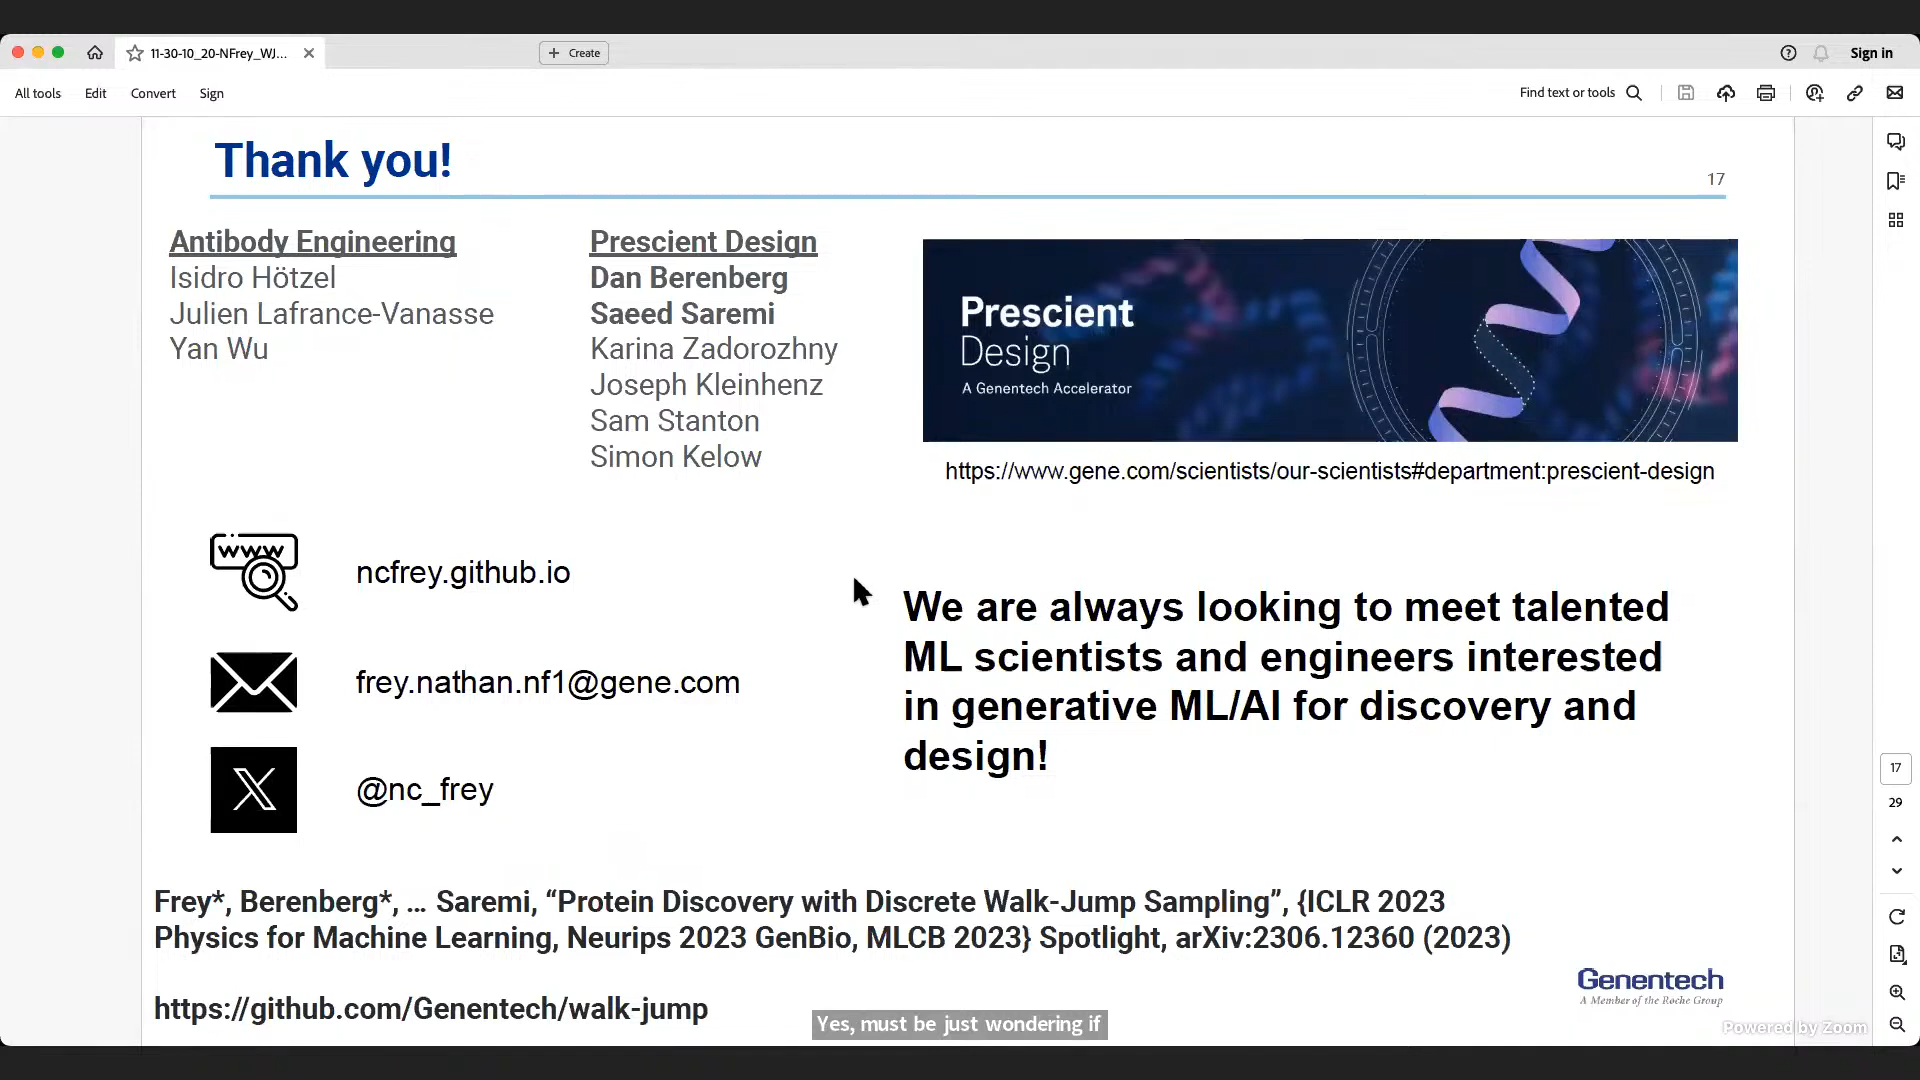 11-30-10_20-NFrey_WJ...
Create
Sign in
All tools
Edit
Convert
Sign
Find text or tools
Thank you!
17
Antibody Engineering
Isidro Hötzel
Julien Lafrance-Vanasse
Yan Wu
Prescient Design
Dan Berenberg
Saeed Saremi
Karina Zadorozhny
Joseph Kleinhenz
Sam Stanton
Simon Kelow
Prescient
Design
A Genentech Accelerator
https://www.gene.com/scientists/our-scientists#department:prescient-design
www
ncfrey.github.io
frey.nathan.nf1@gene.com
@nc_frey
We are always looking to meet talented
ML scientists and engineers interested
in generative ML/AI for discovery and
design!
17
29
Frey*, Berenberg*, … Saremi, “Protein Discovery with Discrete Walk-Jump Sampling”, {ICLR 2023
Physics for Machine Learning, Neurips 2023 GenBio, MLCB 2023} Spotlight, arXiv:2306.12360 (2023)
https://github.com/Genentech/walk-jump
Genentech
A Member of the Roche Group
Yes, must be just wondering if
Powered by Zoom